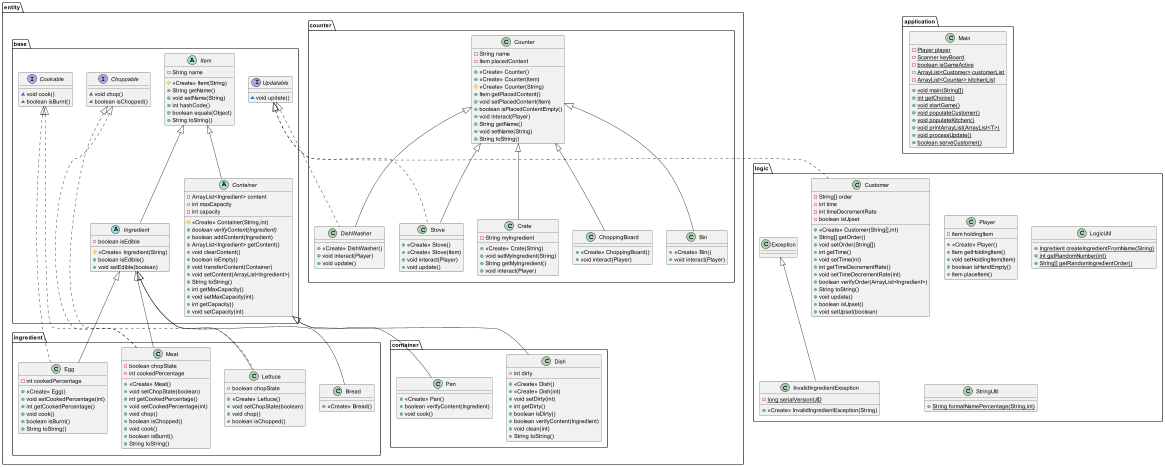 entity
base
Cookable
void cook()
boolean isBurnt()
Choppable
void chop()
boolean isChopped()
Item
String name
«Create» Item(String)
String getName()
void setName(String)
int hashCode()
boolean equals(Object)
String toString()
Updatable
void update()
Container
ArrayList<Ingredient> content
int maxCapacity
int capacity
«Create» Container(String,int)
boolean verifyContent(Ingredient)
boolean addContent(Ingredient)
ArrayList<Ingredient> getContent()
void clearContent()
boolean isEmpty()
void transferContent(Container)
void setContent(ArrayList<Ingredient>)
String toString()
int getMaxCapacity()
void setMaxCapacity(int)
int getCapacity()
void setCapacity(int)
Ingredient
boolean isEdible
«Create» Ingredient(String)
boolean isEdible()
void setEdible(boolean)
counter
Counter
String name
Item placedContent
«Create» Counter()
«Create» Counter(Item)
«Create» Counter(String)
Item getPlacedContent()
void setPlacedContent(Item)
boolean isPlacedContentEmpty()
void interact(Player)
String getName()
void setName(String)
String toString()
DishWasher
«Create» DishWasher()
void interact(Player)
void update()
Stove
«Create» Stove()
«Create» Stove(Item)
void interact(Player)
void update()
Crate
String myIngredient
«Create» Crate(String)
void setMyIngredient(String)
String getMyIngredient()
void interact(Player)
ChoppingBoard
«Create» ChoppingBoard()
void interact(Player)
Bin
«Create» Bin()
void interact(Player)
ingredient
Egg
int cookedPercentage
«Create» Egg()
void setCookedPercentage(int)
int getCookedPercentage()
void cook()
boolean isBurnt()
String toString()
Meat
boolean chopState
int cookedPercentage
«Create» Meat()
void setChopState(boolean)
int getCookedPercentage()
void setCookedPercentage(int)
void chop()
boolean isChopped()
void cook()
boolean isBurnt()
String toString()
Lettuce
boolean chopState
«Create» Lettuce()
void setChopState(boolean)
void chop()
boolean isChopped()
Bread
«Create» Bread()
container
Pan
«Create» Pan()
boolean verifyContent(Ingredient)
void cook()
Dish
int dirty
«Create» Dish()
«Create» Dish(int)
void setDirty(int)
int getDirty()
boolean isDirty()
boolean verifyContent(Ingredient)
void clean(int)
String toString()
application
Main
Player player
Scanner keyBoard
boolean isGameActive
ArrayList<Customer> customerList
ArrayList<Counter> kitchenList
void main(String[])
int getChoice()
void startGame()
void populateCustomer()
void populateKitchen()
void printArrayList(ArrayList<T>)
void processUpdate()
boolean serveCustomer()
logic
Exception
Customer
String[] order
int time
int timeDecrementRate
boolean isUpset
«Create» Customer(String[],int)
String[] getOrder()
void setOrder(String[])
int getTime()
void setTime(int)
int getTimeDecrementRate()
void setTimeDecrementRate(int)
boolean verifyOrder(ArrayList<Ingredient>)
String toString()
void update()
boolean isUpset()
void setUpset(boolean)
Player
Item holdingItem
«Create» Player()
Item getHoldingItem()
void setHoldingItem(Item)
boolean isHandEmpty()
Item placeItem()
LogicUtil
Ingredient createIngredientFromName(String)
int getRandomNumber(int)
String[] getRandomIngredientOrder()
InvalidIngredientException
long serialVersionUID
«Create» InvalidIngredientException(String)
StringUtil
String formatNamePercentage(String,int)